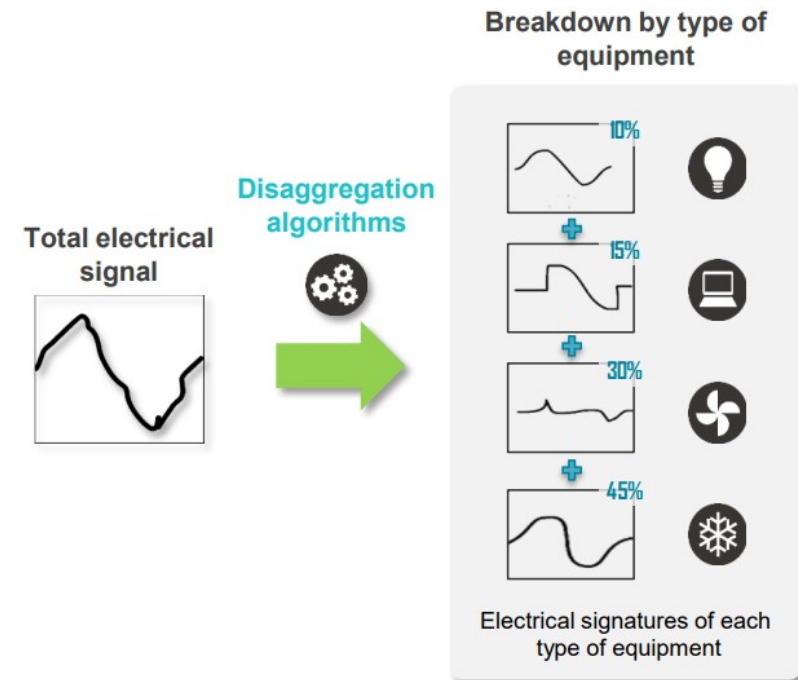 Breakdown by type of
equipment
10%
Disaggregation
algorithms
15%
Total electrical
signal
30%
45%
Electrical signatures of each
type of equipment